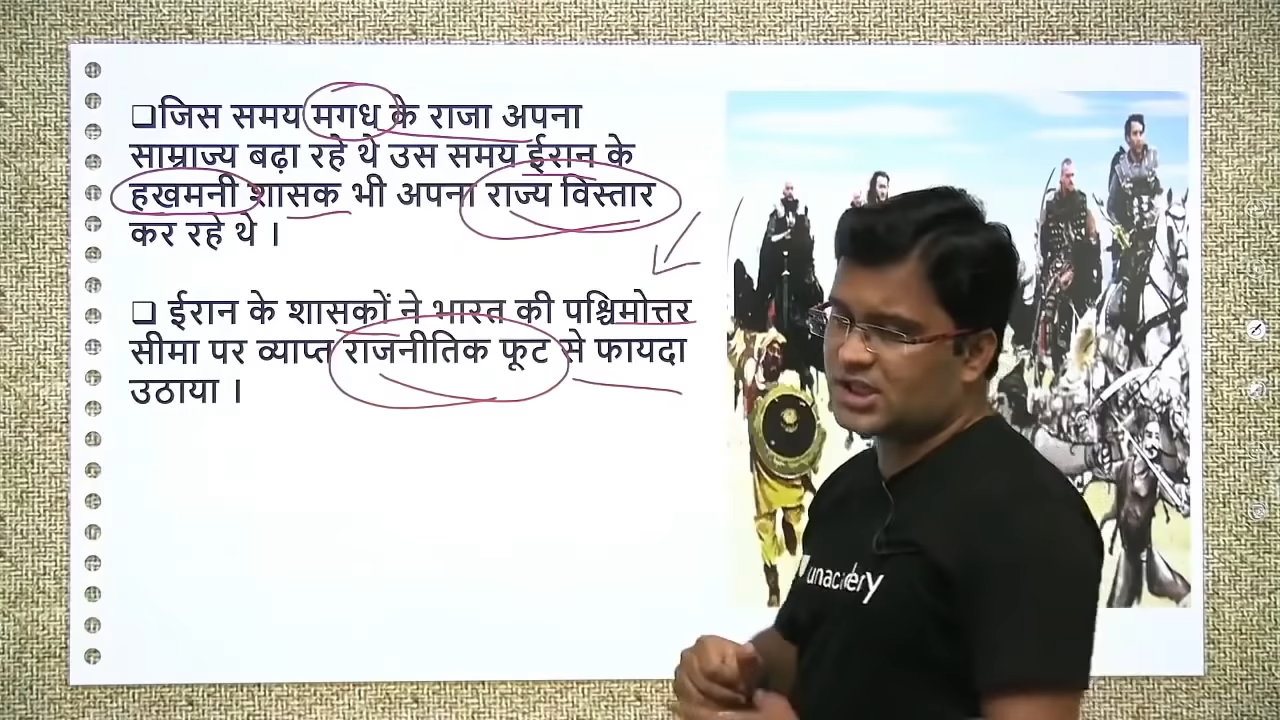 ❑जिस समय मगध के राजा अपना
साम्राज्य बढ़ा रहे थे उस समय ईरान के
हखमनी शासक भी अपना राज्य विस्तार
कर रहे थे ।
❑ ईरान के शासकों ने भारत की पश्चिमोत्तर
सीमा पर व्याप्त राजनीतिक फूट से फायदा
उठाया ।
unacademy